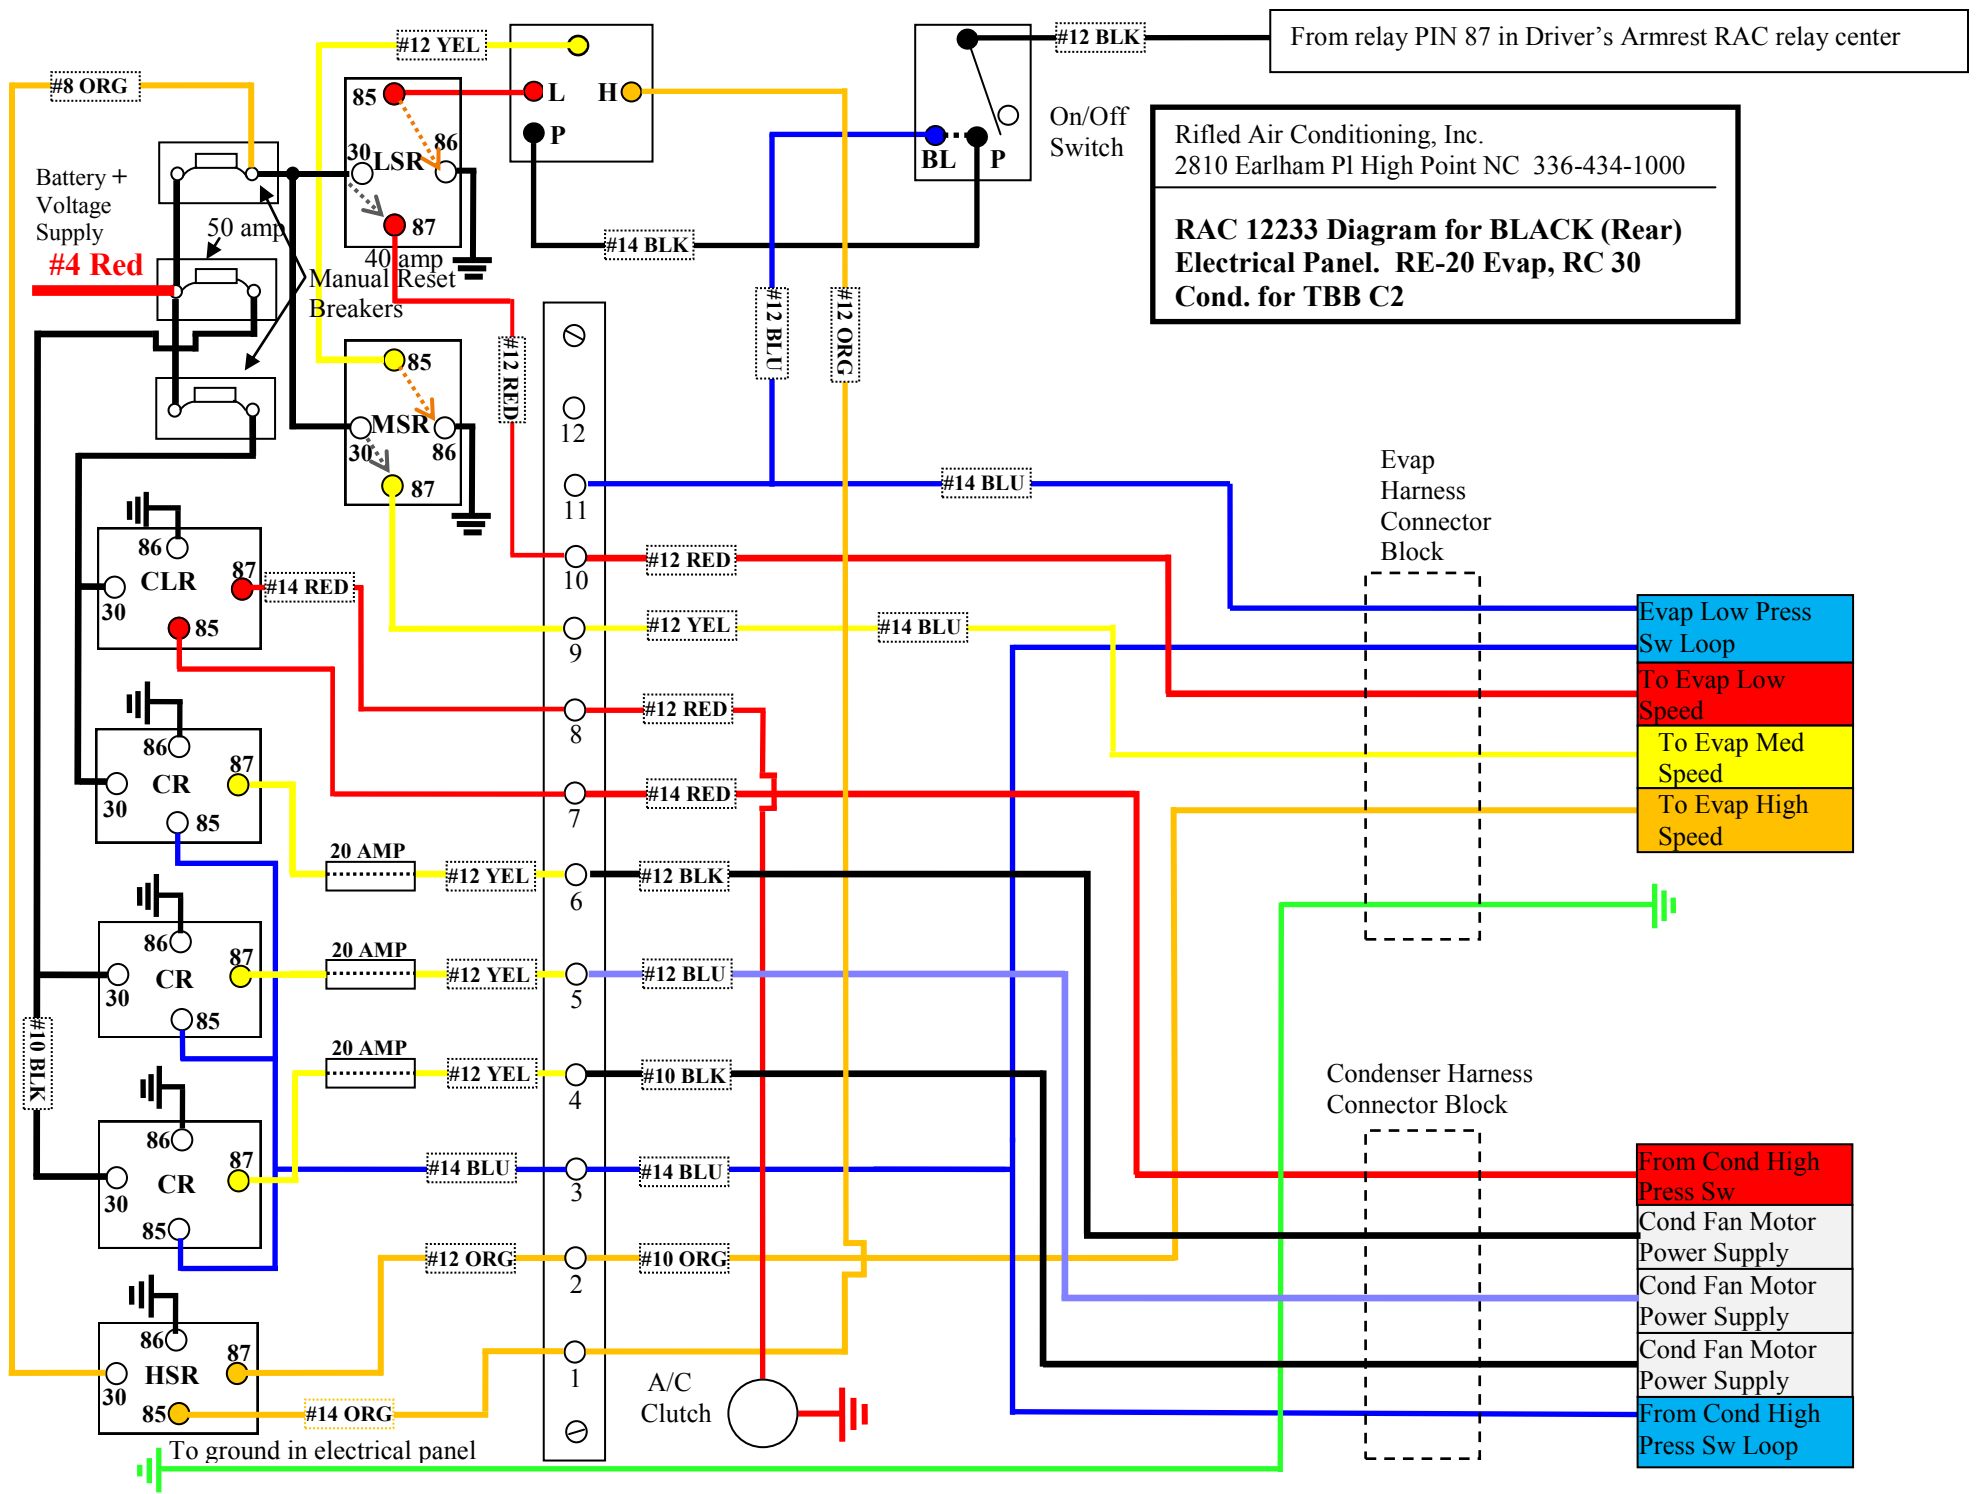 #12 YEL
#12 BLK
From relay PIN 87 in Driver's Armrest RAC relay center
#8 ORG
85
L
H
P
30
LSR
86
87
40 amp
On/Off
Switch
BL
P
Rifled Air Conditioning, Inc.
2810 Earlham Pl High Point NC  336-434-1000
RAC 12233 Diagram for BLACK (Rear)
Electrical Panel.  RE-20 Evap, RC 30
Cond. for TBB C2
Battery +
Voltage
Supply
#4 Red
50 amp
Manual Reset
Breakers
#14 BLK
#12 RED
#12 BLU
#12 ORG
85
MSR
30
86
87
12
11
#14 BLU
Evap
Harness
Connector
Block
86
CLR
87
30
85
#14 RED
10
#12 RED
9
#12 YEL
#14 BLU
Evap Low Press
Sw Loop
To Evap Low
Speed
To Evap Med
Speed
To Evap High
Speed
8
#12 RED
86
CR
87
30
85
7
#14 RED
20 AMP
#12 YEL
6
#12 BLK
86
CR
87
30
85
20 AMP
#12 YEL
5
#12 BLU
#10 BLK
20 AMP
#12 YEL
4
#10 BLK
Condenser Harness
Connector Block
86
CR
87
30
85
#14 BLU
3
#14 BLU
From Cond High
Press Sw
Cond Fan Motor
Power Supply
Cond Fan Motor
Power Supply
Cond Fan Motor
Power Supply
From Cond High
Press Sw Loop
#12 ORG
2
#10 ORG
86
HSR
87
30
85
#14 ORG
1
A/C
Clutch
To ground in electrical panel